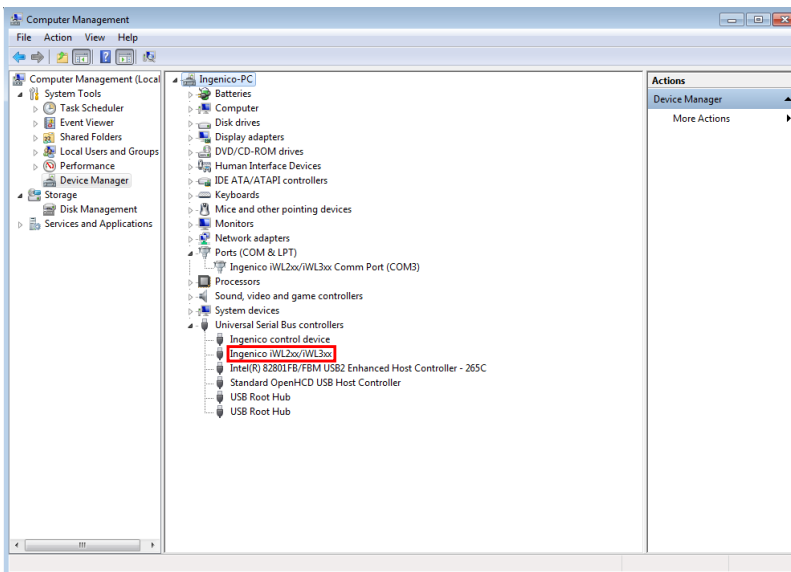 Computer Management
File Action View Help
Computer Management (Local
System Tools
Task Scheduler
Event Viewer
Shared Folders
Local Users and Groups
Performance
Device Manager
Storage
Disk Management
Services and Applications
Ingenico-PC
Batteries
Computer
Disk drives
Display adapters
DVD/CD-ROM drives
Human Interface Devices
IDE ATA/ATAPI controllers
Keyboards
Mice and other pointing devices
Monitors
Network adapters
Ports (COM & LPT)
Ingenico iWL2xx/iWL3xx Comm Port (COM3)
Processors
Sound, video and game controllers
System devices
Universal Serial Bus controllers
Ingenico control device
Ingenico iWL2xx/iWL3xx
Intel(R) 82801FB/FBM USB2 Enhanced Host Controller - 265C
Standard OpenHCD USB Host Controller
USB Root Hub
USB Root Hub
Actions
Device Manager
More Actions